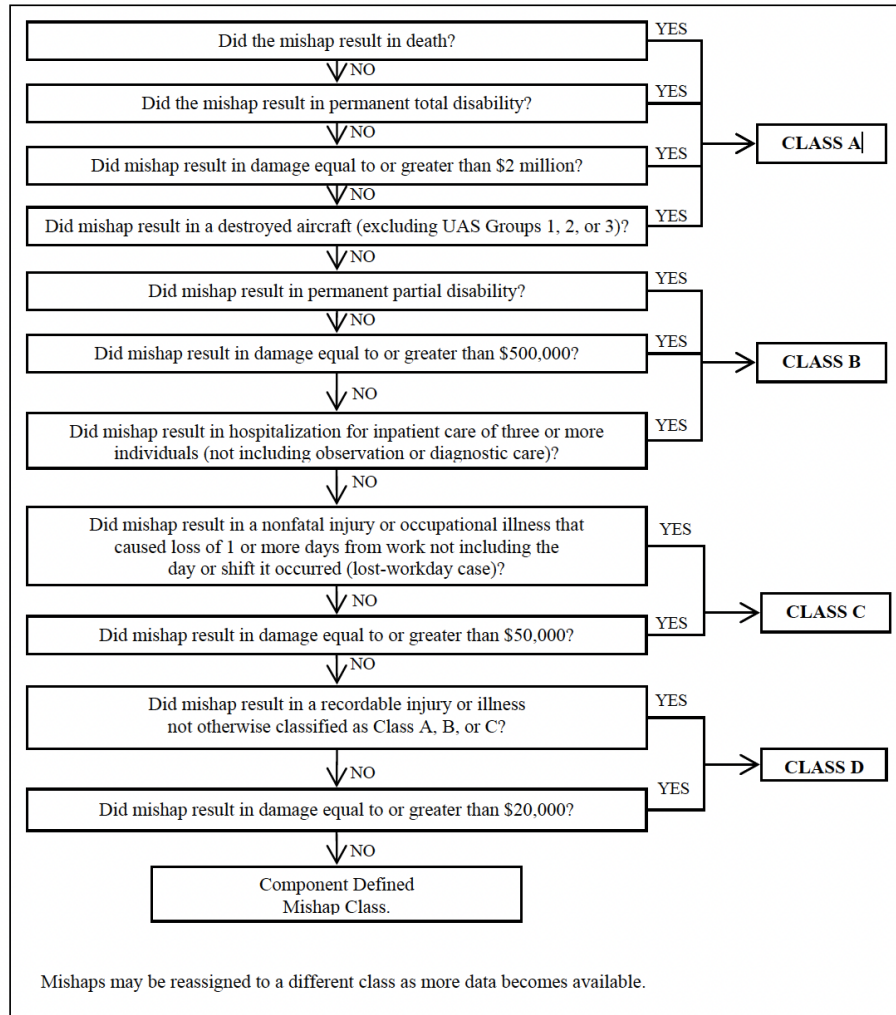 Did the mishap result in death?
YES
NO
Did the mishap result in permanent total disability?
YES
NO
CLASS A
Did mishap result in damage equal to or greater than $2 million?
YES
NO
Did mishap result in a destroyed aircraft (excluding UAS Groups 1, 2, or 3)?
YES
NO
Did mishap result in permanent partial disability?
YES
NO
Did mishap result in damage equal to or greater than $500,000?
YES
CLASS B
NO
Did mishap result in hospitalization for inpatient care of three or more
individuals (not including observation or diagnostic care)?
YES
NO
Did mishap result in a nonfatal injury or occupational illness that
caused loss of 1 or more days from work not including the
day or shift it occurred (lost-workday case)?
YES
NO
CLASS C
Did mishap result in damage equal to or greater than $50,000?
YES
NO
Did mishap result in a recordable injury or illness
not otherwise classified as Class A, B, or C?
YES
NO
CLASS D
Did mishap result in damage equal to or greater than $20,000?
YES
NO
Component Defined
Mishap Class.
Mishaps may be reassigned to a different class as more data becomes available.